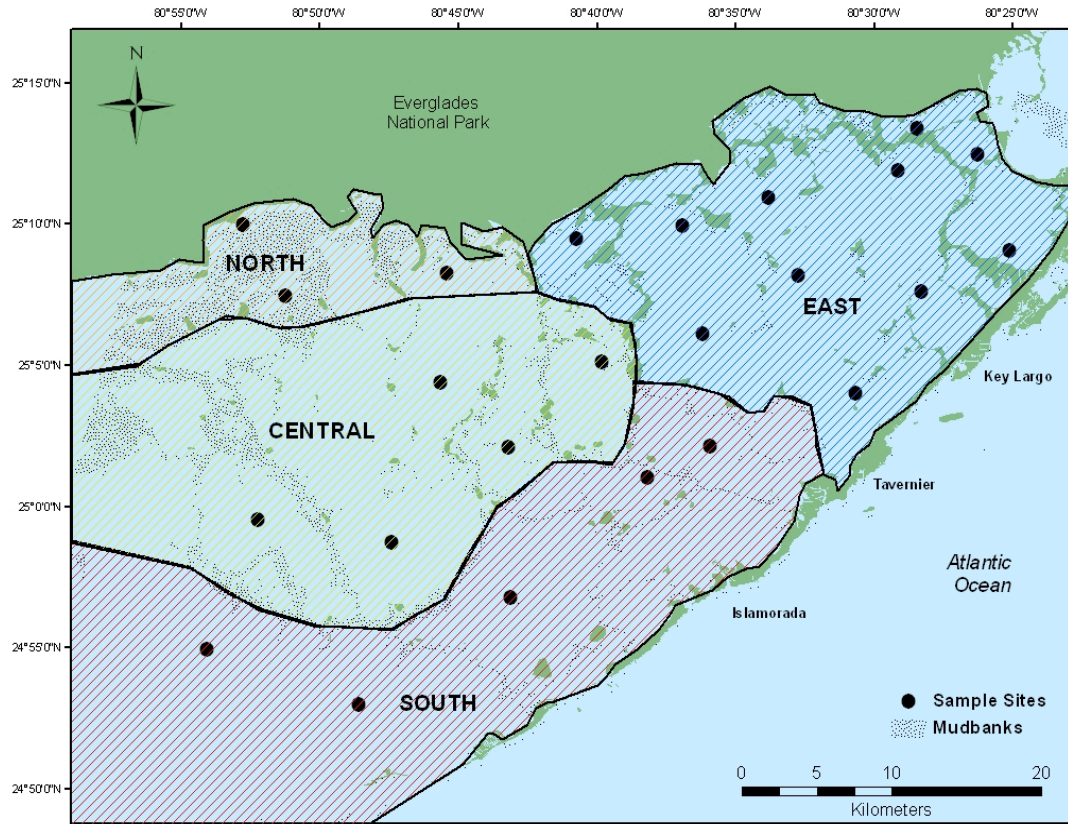 80°55'0"W 80°50'0"W 80°45'0"W 80°40'0"W 80°35'0"W 80°30'0"W 80°25'0"W
N
25°15'0"N
Everglades
National Park
25°10'0"N
NORTH
EAST
25°5'0"N
Key Largo
CENTRAL
Tavernier
25°0'0"N
Atlantic
Ocean
Islamorada
24°55'0"N
SOUTH
Sample Sites
Mudbanks
24°50'0"N
0 5 10 20
Kilometers